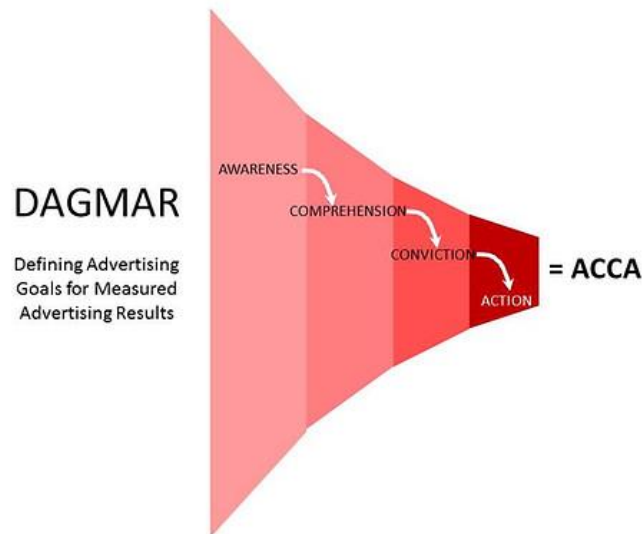 DAGMAR
Defining Advertising
Goals for Measured
Advertising Results
AWARENESS
COMPREHENSION
CONVICTION
ACTION
= ACCA